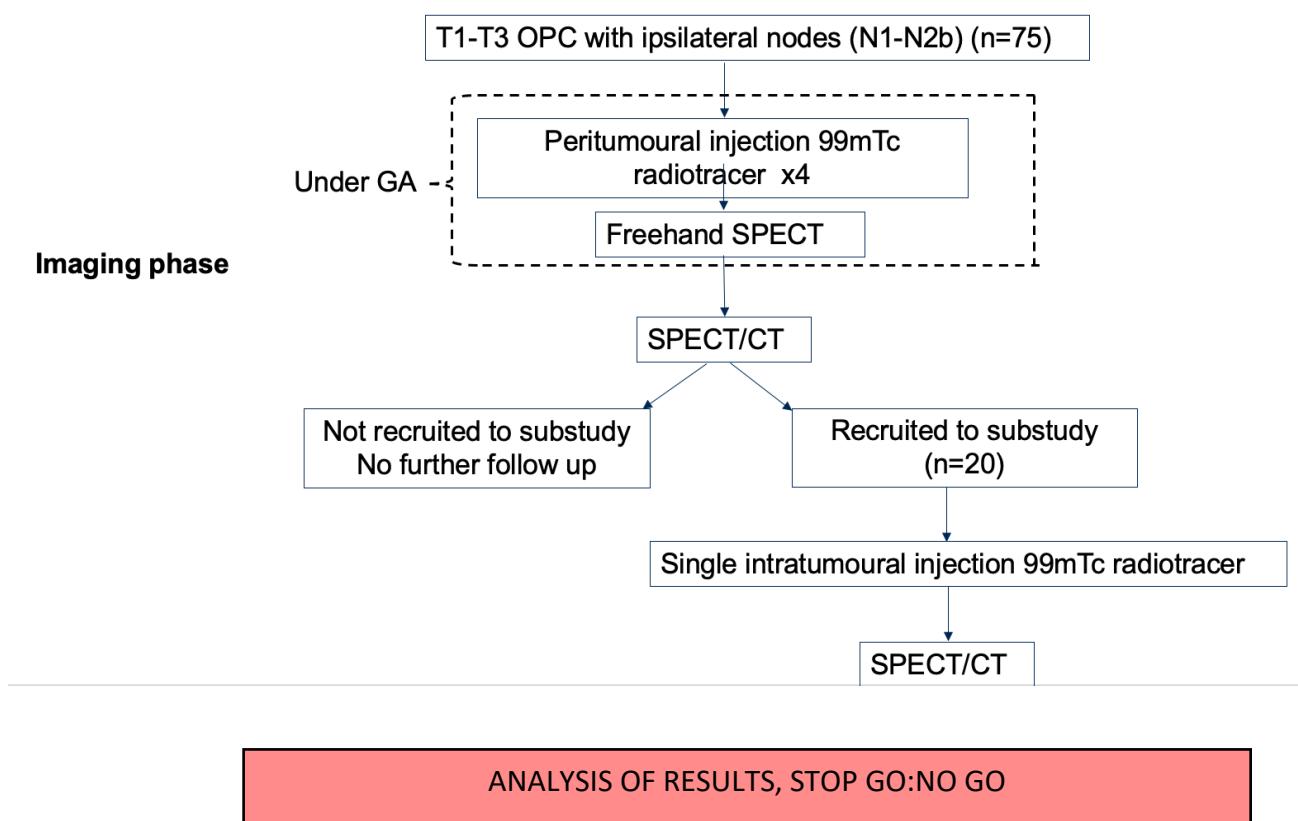 T1-T3 OPC with ipsilateral nodes (N1-N2b) (n=75)
Peritumoural injection 99mTc
radiotracer  x4
Under GA
Freehand SPECT
Imaging phase
SPECT/CT
Not recruited to substudy
No further follow up
Recruited to substudy
(n=20)
Single intratumoural injection 99mTc radiotracer
SPECT/CT
ANALYSIS OF RESULTS, STOP GO:NO GO